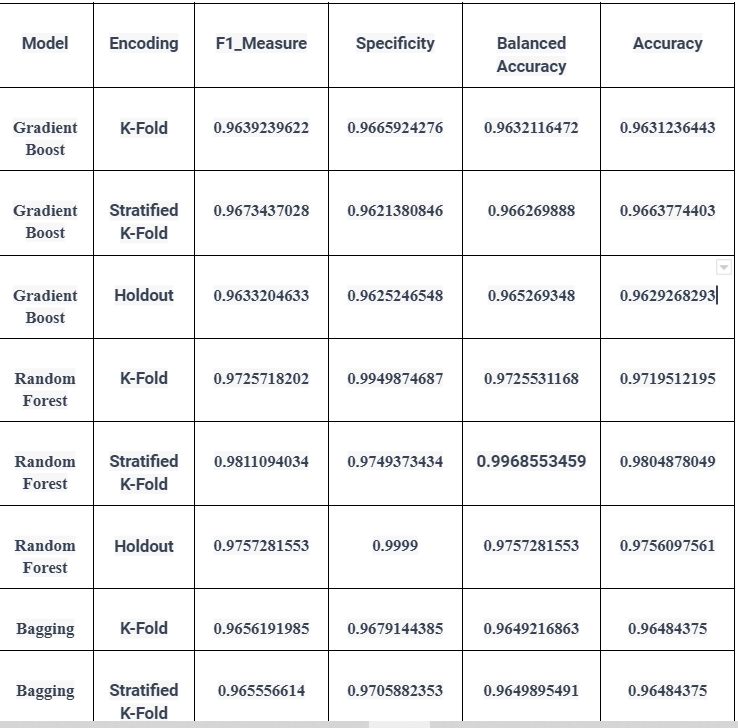 Model Encoding F1_Measure Specificity Balanced Accuracy Accuracy
Gradient Boost K-Fold 0.9639239622 0.9665924276 0.9632116472 0.9631236443
Gradient Boost Stratified K-Fold 0.9673437028 0.9621380846 0.966269888 0.9663774403
Gradient Boost Holdout 0.9633204633 0.9625246548 0.965269348 0.9629268293
Random Forest K-Fold 0.9725718202 0.9949874687 0.9725531168 0.9719512195
Random Forest Stratified K-Fold 0.9811094034 0.9749373434 0.9968553459 0.9804878049
Random Forest Holdout 0.9757281553 0.9999 0.9757281553 0.9756097561
Bagging K-Fold 0.9656191985 0.9679144385 0.9649216863 0.96484375
Bagging Stratified K-Fold 0.965556614 0.9705882353 0.9649895491 0.96484375